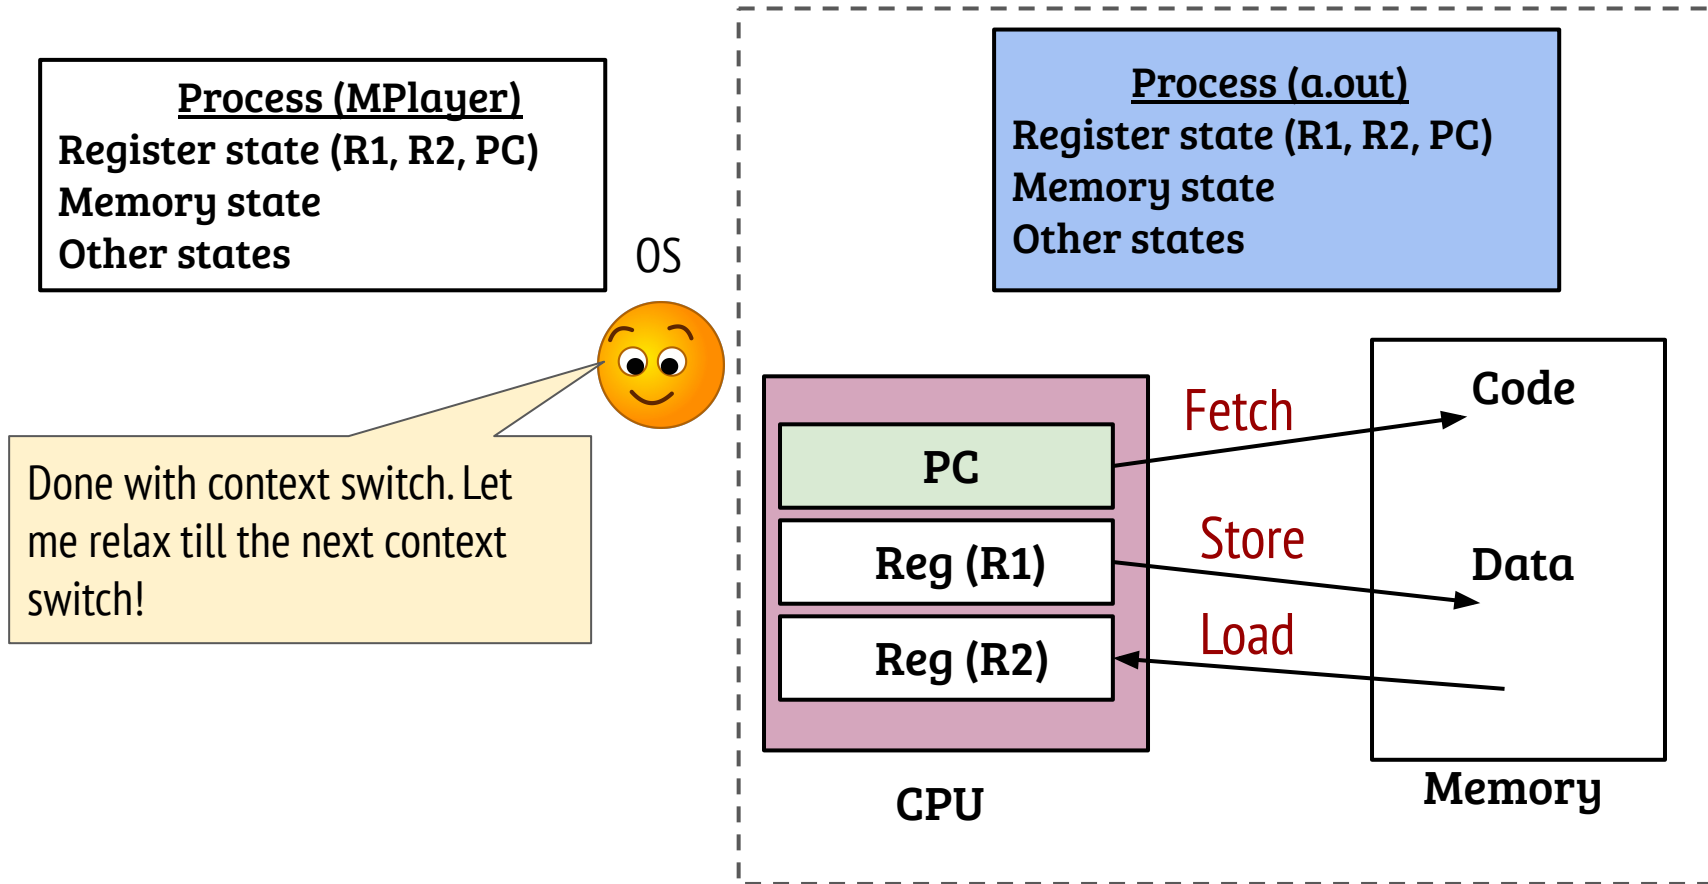 Process (MPlayer)
Register state (R1, R2, PC)
Memory state
Other states
OS
Done with context switch. Let
me relax till the next context
switch!
Process (a.out)
Register state (R1, R2, PC)
Memory state
Other states
PC
Reg (R1)
Reg (R2)
CPU
Fetch
Store
Load
Code
Data
Memory